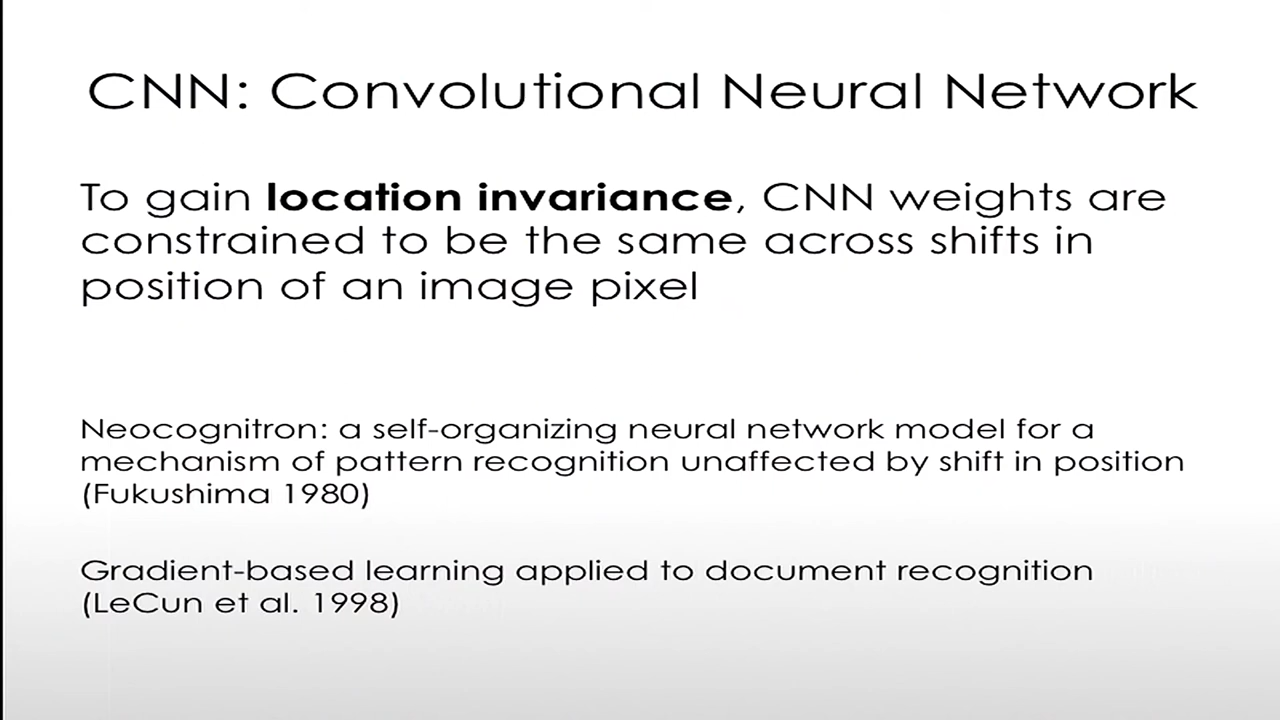 CNN: Convolutional Neural Network
To gain location invariance, CNN weights are
constrained to be the same across shifts in
position of an image pixel
Neocognitron: a self-organizing neural network model for a
mechanism of pattern recognition unaffected by shift in position
(Fukushima 1980)
Gradient-based learning applied to document recognition
(LeCun et al. 1998)